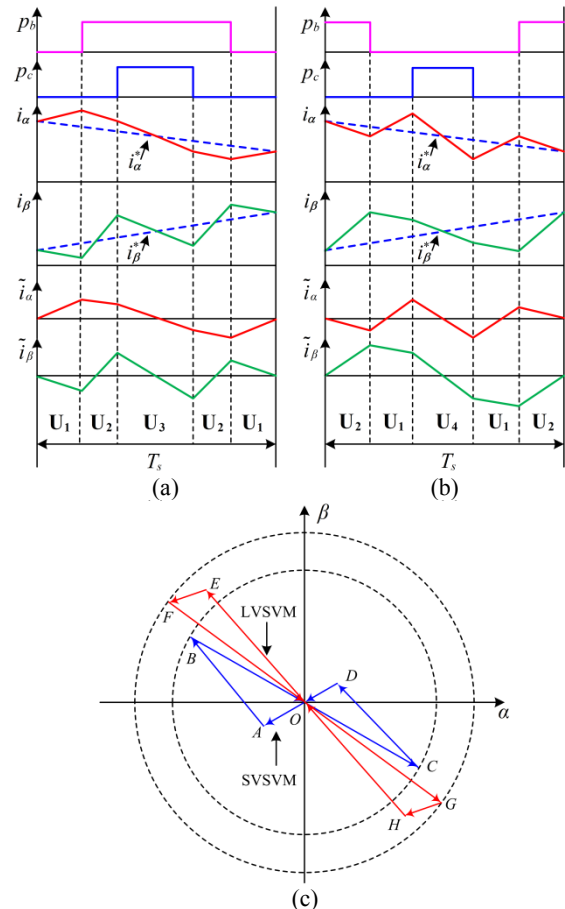 p_b
p_c
i_α
i_α^*
i_β
i_β^*
ĩ_α
ĩ_β
U₁ U₂ U₃ U₂ U₁
T_s
(a)
p_b
p_c
i_α
i_α^*
i_β
i_β^*
ĩ_α
ĩ_β
U₂ U₁ U₄ U₁ U₂
T_s
(b)
β
E
F
LVSVM
B
D
O
α
A
SVSVM
C
G
H
(c)